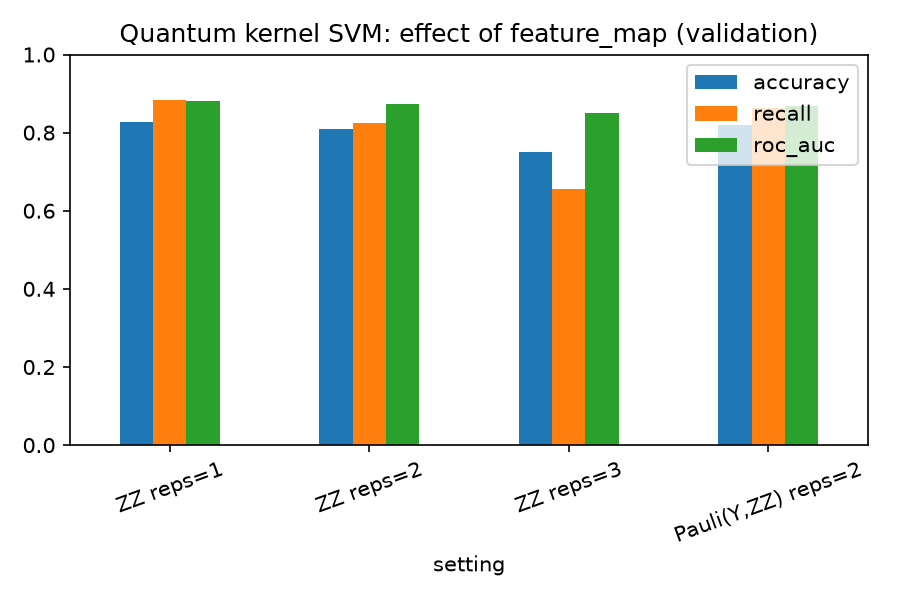 Quantum kernel SVM: effect of feature_map (validation)
1.0
0.8
0.6
0.4
0.2
0.0
accuracy
recall
roc_auc
ZZ reps=1
ZZ reps=2
ZZ reps=3
Pauli(Y,ZZ) reps=2
setting